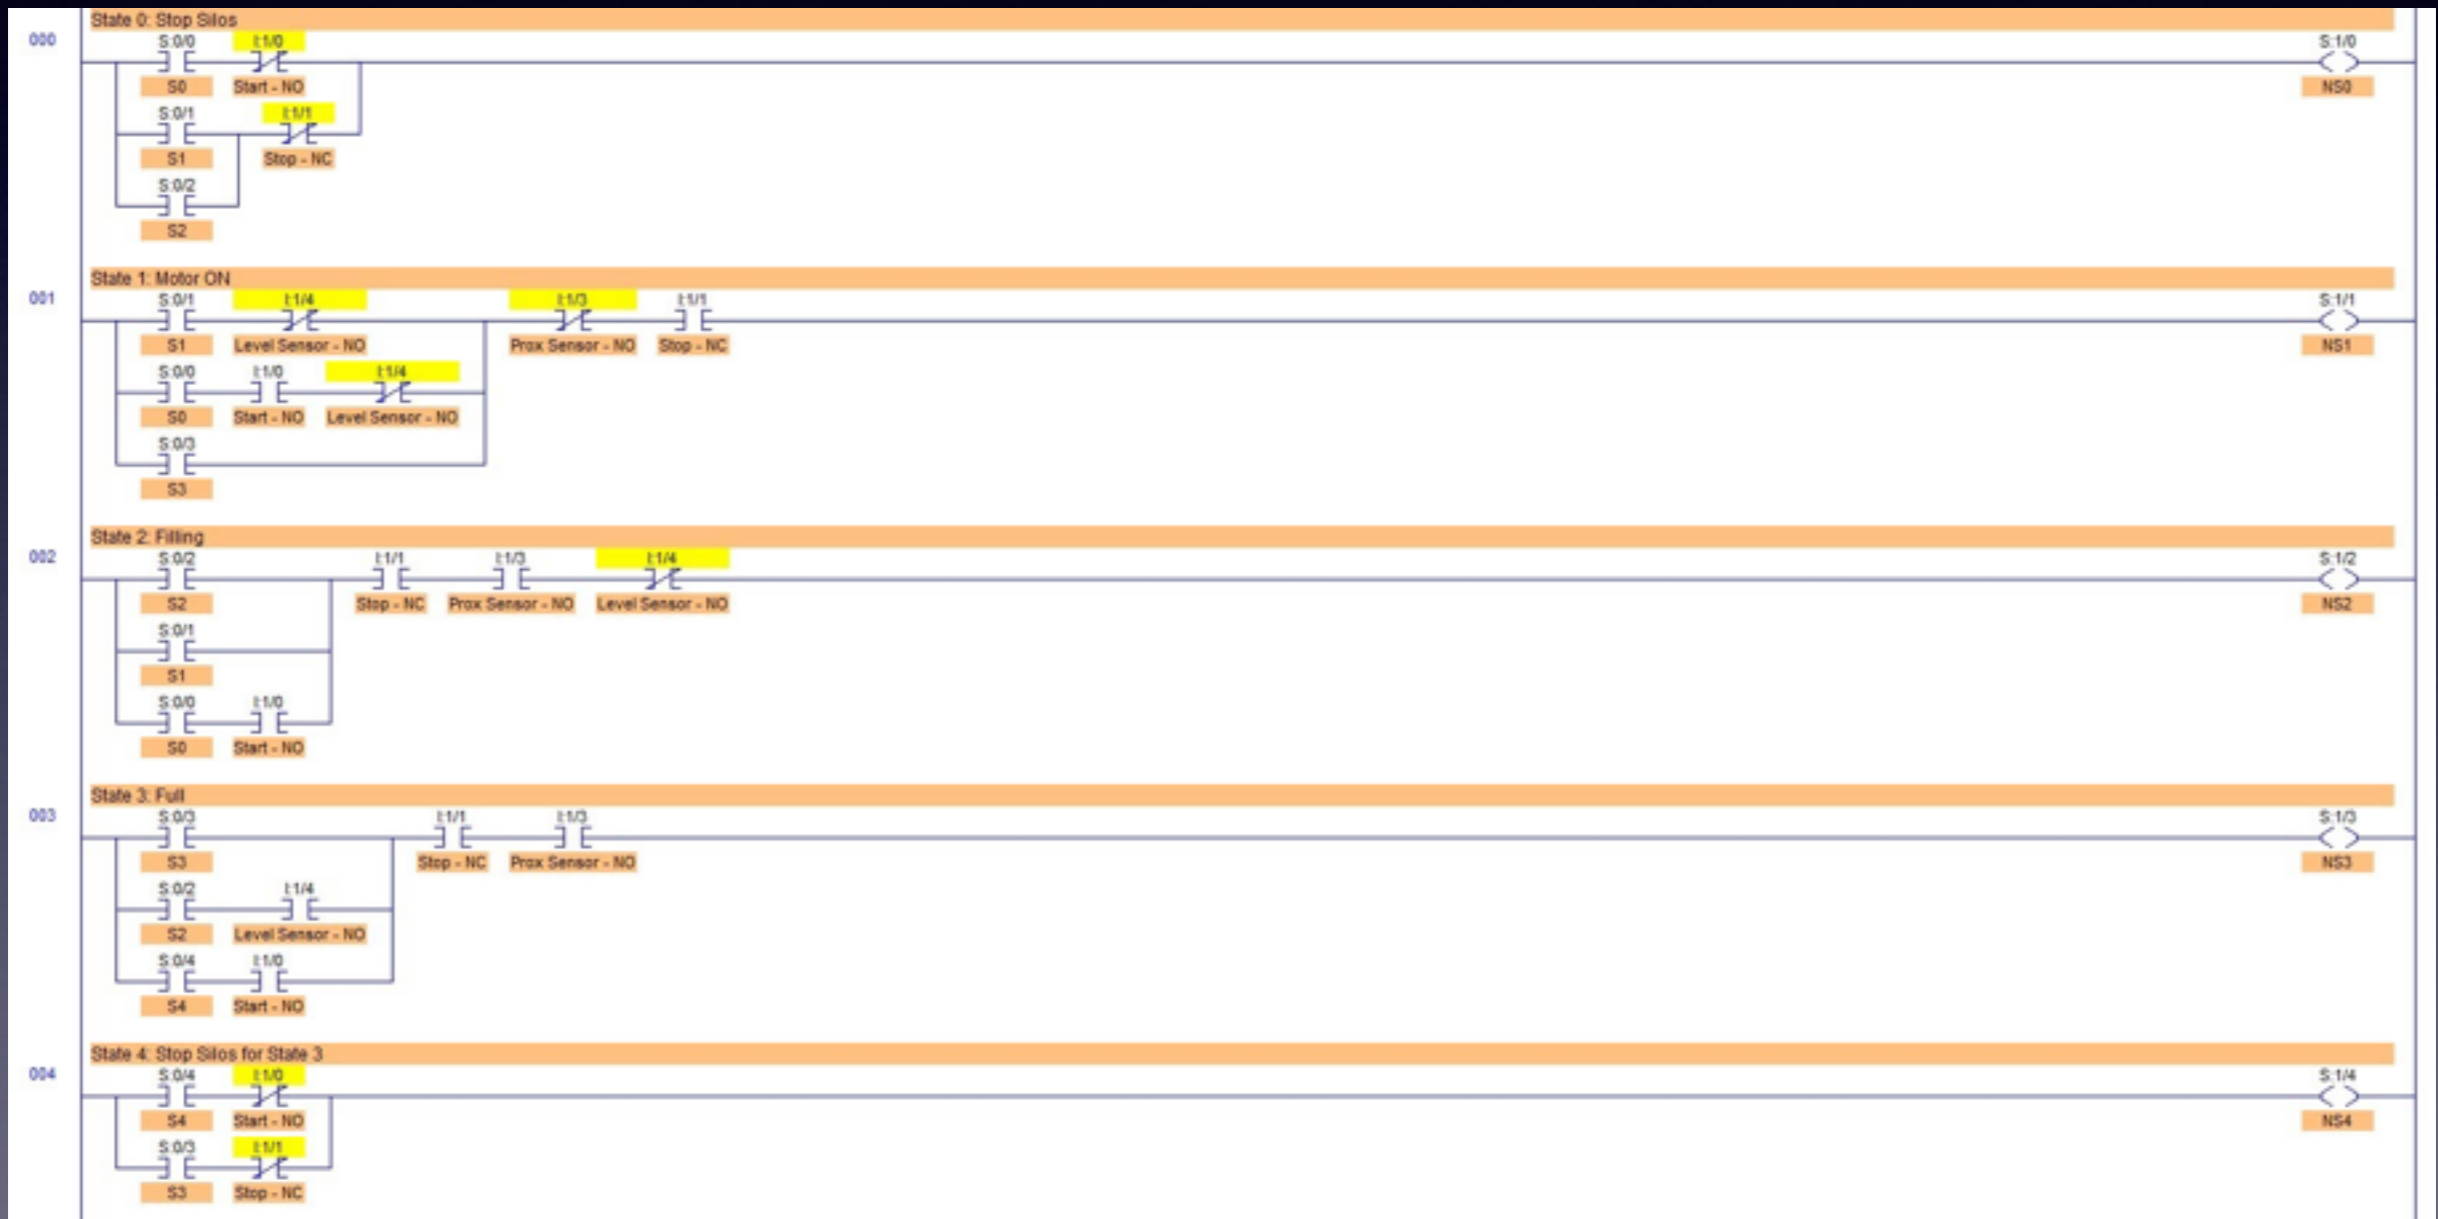 State 0: Stop Silos
000
S:0/0 I:1/0 S:1/0
S0 Start - NO NS0
S:0/1 I:1/1
S1 Stop - NC
S:0/2
S2
State 1: Motor ON
001
S:0/1 I:1/4 I:1/3 I:1/1 S:1/1
S1 Level Sensor - NO Prox Sensor - NO Stop - NC NS1
S:0/0 I:1/0 I:1/4
S0 Start - NO Level Sensor - NO
S:0/3
S3
State 2: Filling
002
S:0/2 I:1/1 I:1/3 I:1/4 S:1/2
S2 Stop - NC Prox Sensor - NO Level Sensor - NO NS2
S:0/1
S1
S:0/0 I:1/0
S0 Start - NO
State 3: Full
003
S:0/3 I:1/1 I:1/3 S:1/3
S3 Stop - NC Prox Sensor - NO NS3
S:0/2 I:1/4
S2 Level Sensor - NO
S:0/4 I:1/0
S4 Start - NO
State 4: Stop Silos for State 3
004
S:0/4 I:1/0 S:1/4
S4 Start - NO NS4
S:0/3 I:1/1
S3 Stop - NC